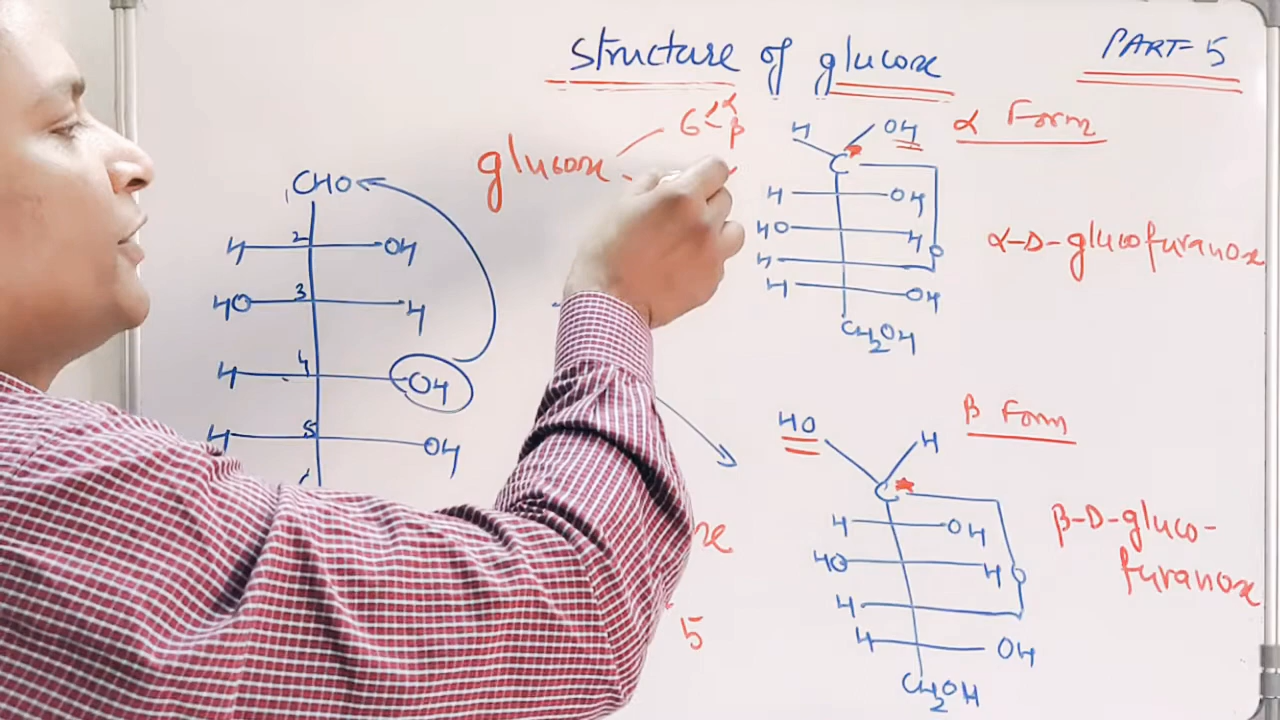 Structure of glucose
PART-5
glucose
6
α
β
CHO
1
2
H
OH
3
HO
H
4
H
OH
5
H
OH
α Form
H
OH
C*
H
OH
HO
H
H
O
H
OH
CH2OH
α-D-glucofuranose
β Form
HO
H
C*
H
OH
HO
H
H
O
H
OH
CH2OH
β-D-gluco-
furanose
5